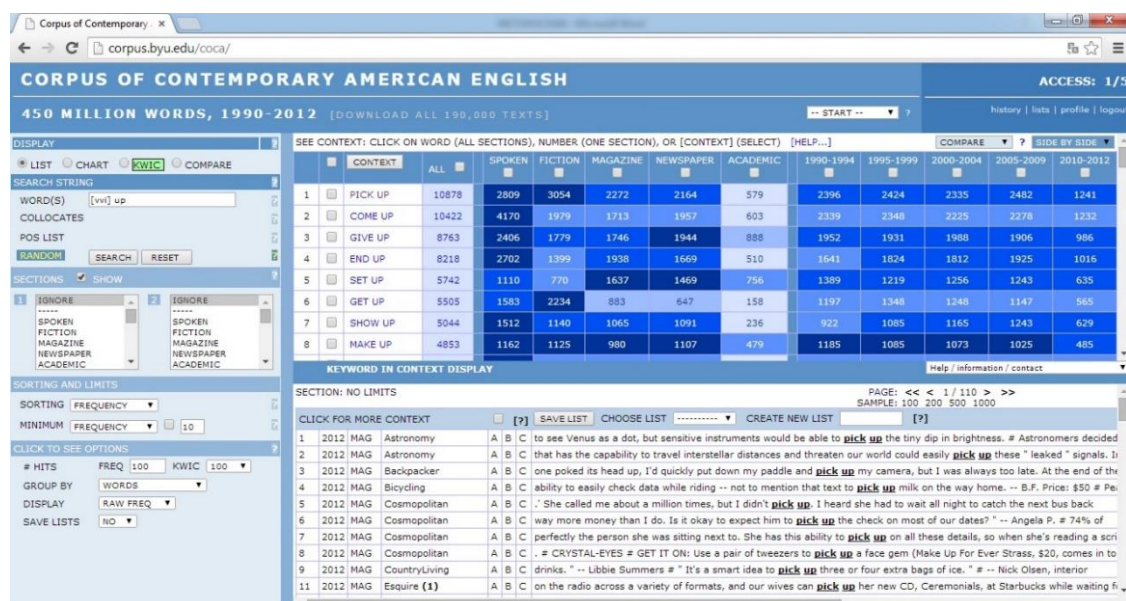 Corpus of Contemporary
corpus.byu.edu/coca/
CORPUS OF CONTEMPORARY AMERICAN ENGLISH
ACCESS: 1/5
450 MILLION WORDS, 1990-2012 [DOWNLOAD ALL 190,000 TEXTS]
-- START -- ?
history | lists | profile | logou
DISPLAY ?
LIST CHART KWIC COMPARE
SEARCH STRING ?
WORD(S) [vvi] up
COLLOCATES
POS LIST
RANDOM SEARCH RESET
SECTIONS SHOW ?
1 IGNORE 2 IGNORE
----- -----
SPOKEN SPOKEN
FICTION FICTION
MAGAZINE MAGAZINE
NEWSPAPER NEWSPAPER
ACADEMIC ACADEMIC
SORTING AND LIMITS
SORTING FREQUENCY
MINIMUM FREQUENCY 10
CLICK TO SEE OPTIONS ?
# HITS FREQ 100 KWIC 100
GROUP BY WORDS
DISPLAY RAW FREQ
SAVE LISTS NO
SEE CONTEXT: CLICK ON WORD (ALL SECTIONS), NUMBER (ONE SECTION), OR [CONTEXT] (SELECT) [HELP...] COMPARE ? SIDE BY SIDE
CONTEXT ALL SPOKEN FICTION MAGAZINE NEWSPAPER ACADEMIC 1990-1994 1995-1999 2000-2004 2005-2009 2010-2012
1 PICK UP 10878 2809 3054 2272 2164 579 2396 2424 2335 2482 1241
2 COME UP 10422 4170 1979 1713 1957 603 2339 2348 2225 2278 1232
3 GIVE UP 8763 2406 1779 1746 1944 888 1952 1931 1988 1906 986
4 END UP 8218 2702 1399 1938 1669 510 1641 1824 1812 1925 1016
5 SET UP 5742 1110 770 1637 1469 756 1389 1219 1256 1243 635
6 GET UP 5505 1583 2234 883 647 158 1197 1348 1248 1147 565
7 SHOW UP 5044 1512 1140 1065 1091 236 922 1085 1165 1243 629
8 MAKE UP 4853 1162 1125 980 1107 479 1185 1085 1073 1025 485
KEYWORD IN CONTEXT DISPLAY
Help / information / contact
SECTION: NO LIMITS
PAGE: << < 1 / 110 > >>
SAMPLE: 100 200 500 1000
CLICK FOR MORE CONTEXT [?] SAVE LIST CHOOSE LIST ---------- CREATE NEW LIST [?]
1 2012 MAG Astronomy A B C to see Venus as a dot, but sensitive instruments would be able to pick up the tiny dip in brightness. # Astronomers decided
2 2012 MAG Astronomy A B C that has the capability to travel interstellar distances and threaten our world could easily pick up these " leaked " signals. I
3 2012 MAG Backpacker A B C one poked its head up, I'd quickly put down my paddle and pick up my camera, but I was always too late. At the end of the
4 2012 MAG Bicycling A B C ability to easily check data while riding -- not to mention that text to pick up milk on the way home. -- B.F. Price: $50 # Pe
5 2012 MAG Cosmopolitan A B C .' She called me about a million times, but I didn't pick up. I heard she had to wait all night to catch the next bus back
6 2012 MAG Cosmopolitan A B C way more money than I do. Is it okay to expect him to pick up the check on most of our dates? " -- Angela P. # 74% of
7 2012 MAG Cosmopolitan A B C perfectly the person she was sitting next to. She has this ability to pick up on all these details, so when she's reading a scri
8 2012 MAG Cosmopolitan A B C . # CRYSTAL-EYES # GET IT ON: Use a pair of tweezers to pick up a face gem (Make Up For Ever Strass, $20, comes in to
9 2012 MAG CountryLiving A B C drinks. " -- Libbie Summers # " It's a smart idea to pick up three or four extra bags of ice. " # -- Nick Olsen, interior
11 2012 MAG Esquire (1) A B C on the radio across a variety of formats, and our wives can pick up her new CD, Ceremonials, at Starbucks while waiting f